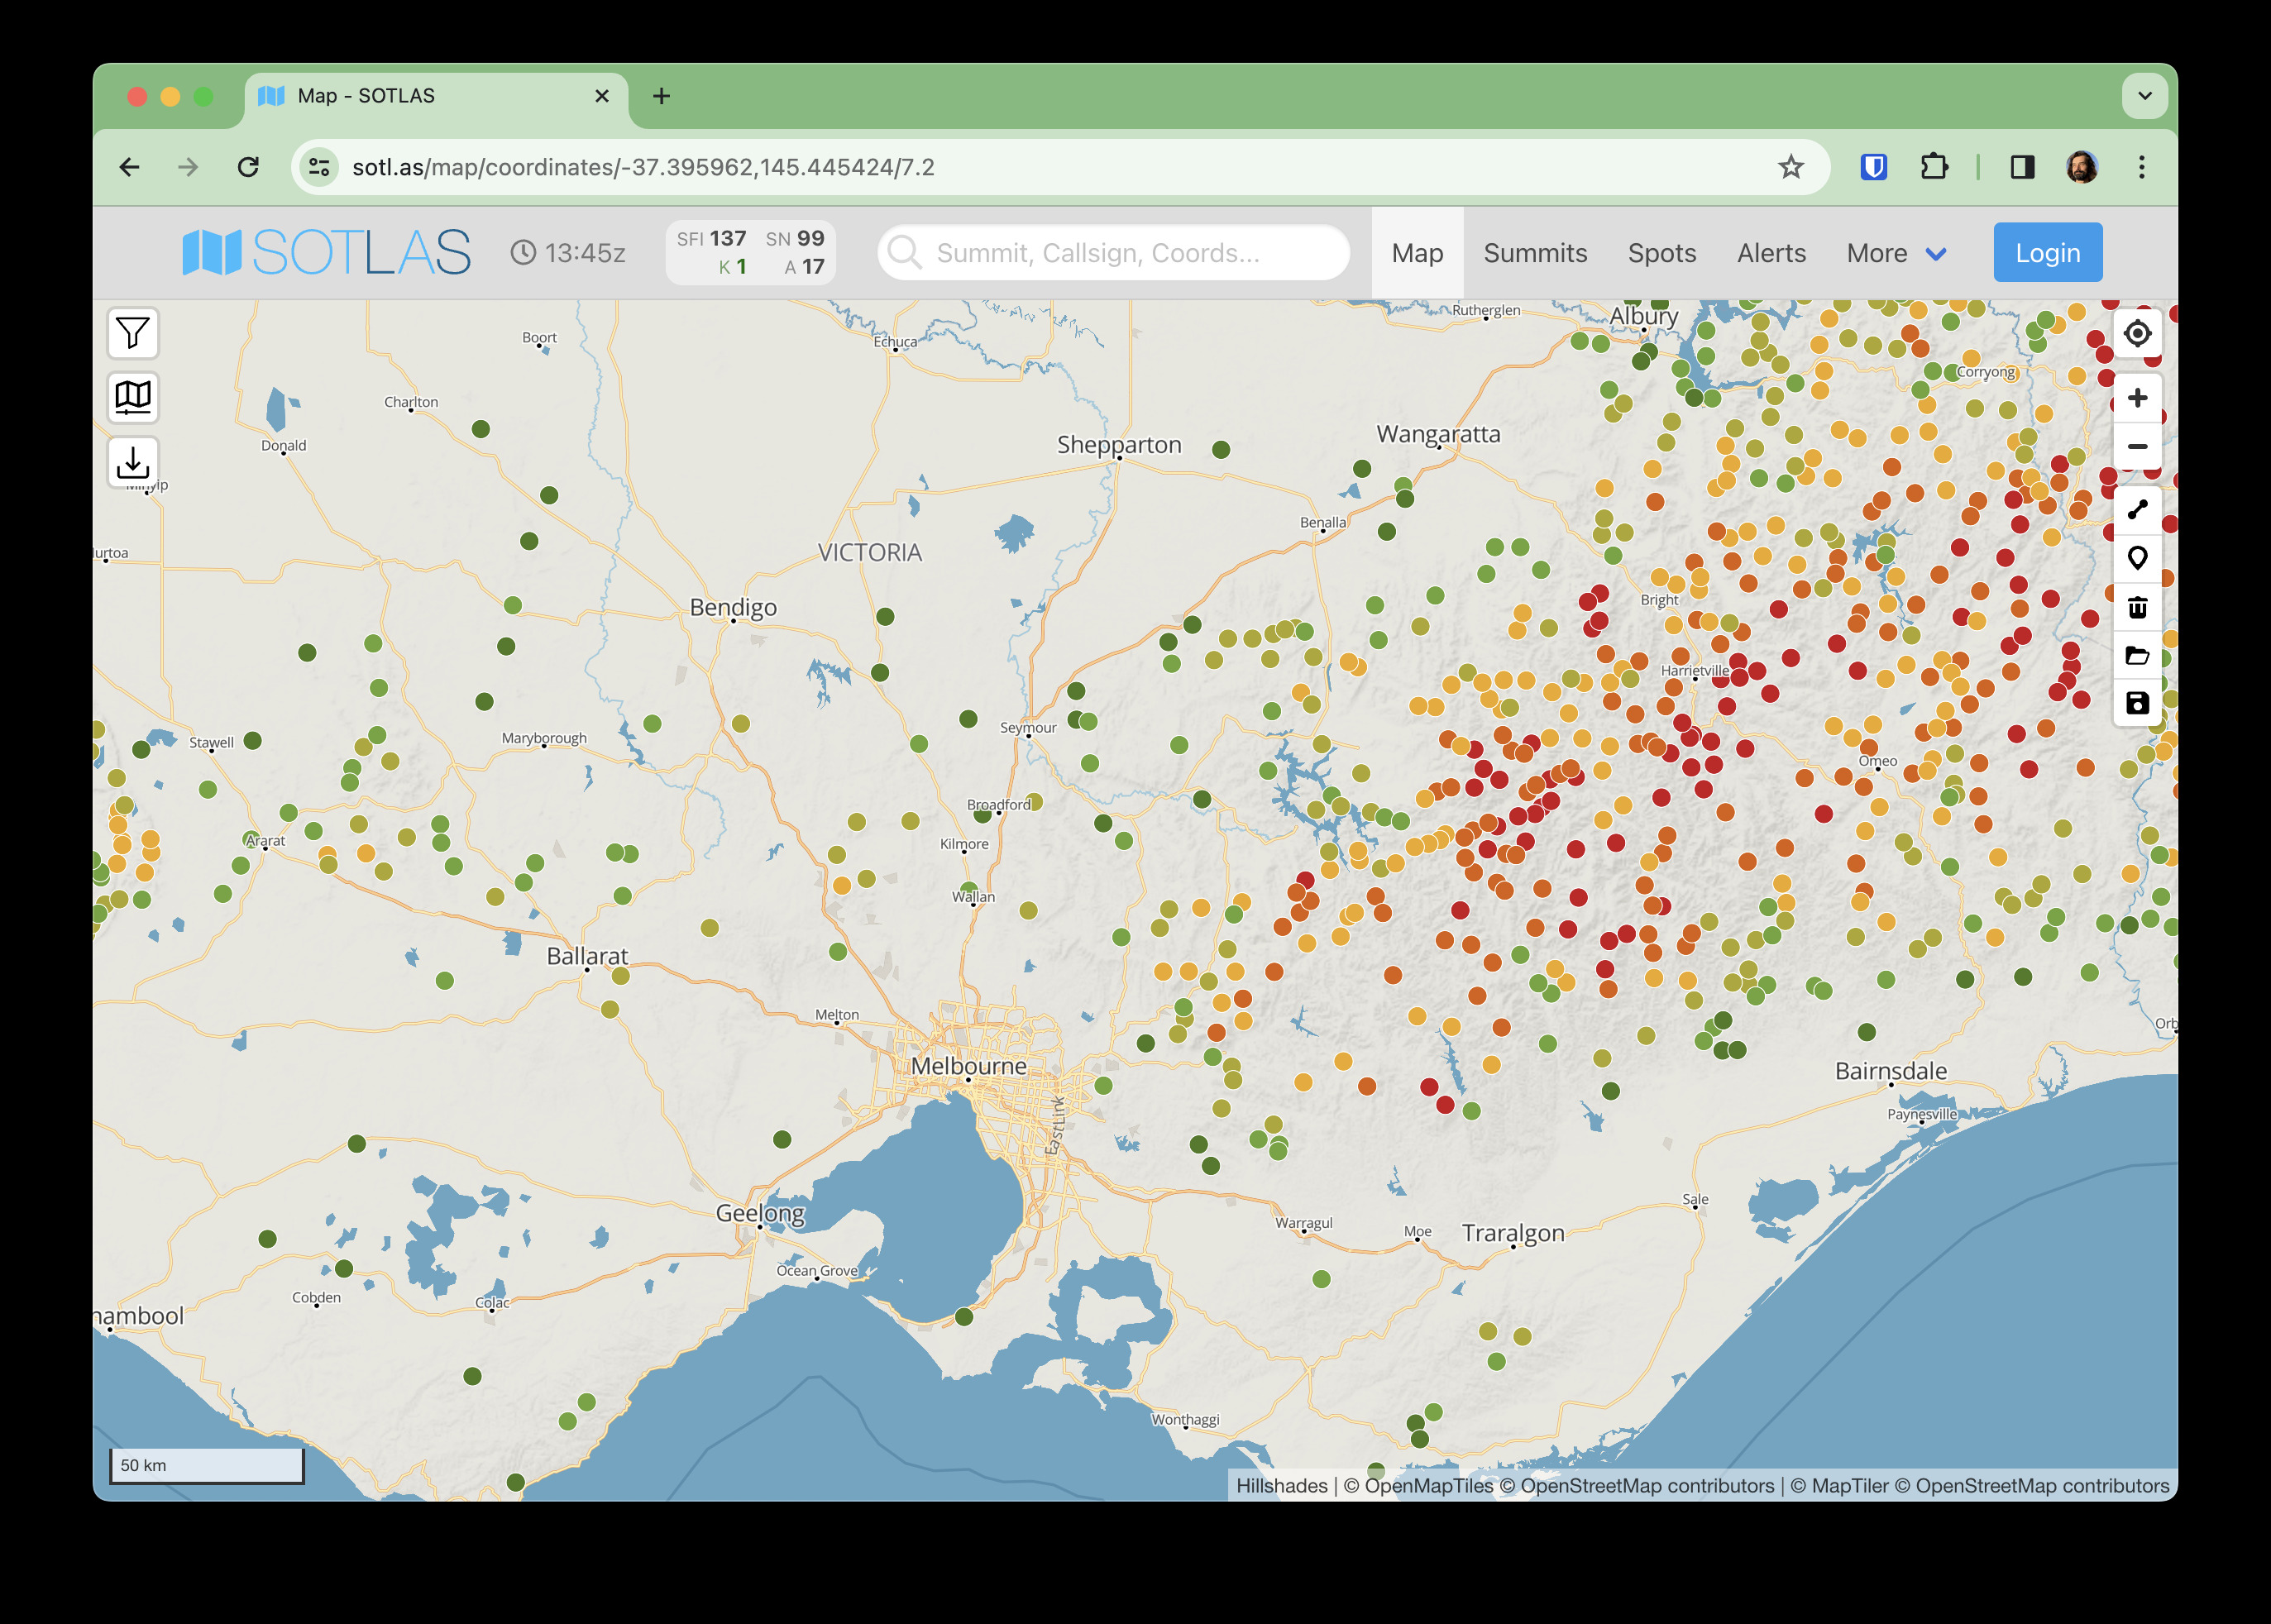 Map - SOTLAS
sotl.as/map/coordinates/-37.395962,145.445424/7.2
SOTLAS
13:45z
SFI 137 SN 99
K 1 A 17
Summit, Callsign, Coords...
Map
Summits
Spots
Alerts
More
Login
Rutherglen
Albury
Boort
Echuca
Corryong
Charlton
Wangaratta
Donald
Shepparton
Benalla
VICTORIA
urtoa
Bright
Bendigo
Harrietville
Seymour
Maryborough
Stawell
Omeo
Broadford
Ararat
Kilmore
Wallan
Ballarat
Melton
Orb
Melbourne
Bairnsdale
Paynesville
EastLink
Sale
Geelong
Warragul
Moe
Traralgon
Ocean Grove
Cobden
Colac
nambool
Wonthaggi
50 km
Hillshades | © OpenMapTiles © OpenStreetMap contributors | © MapTiler © OpenStreetMap contributors